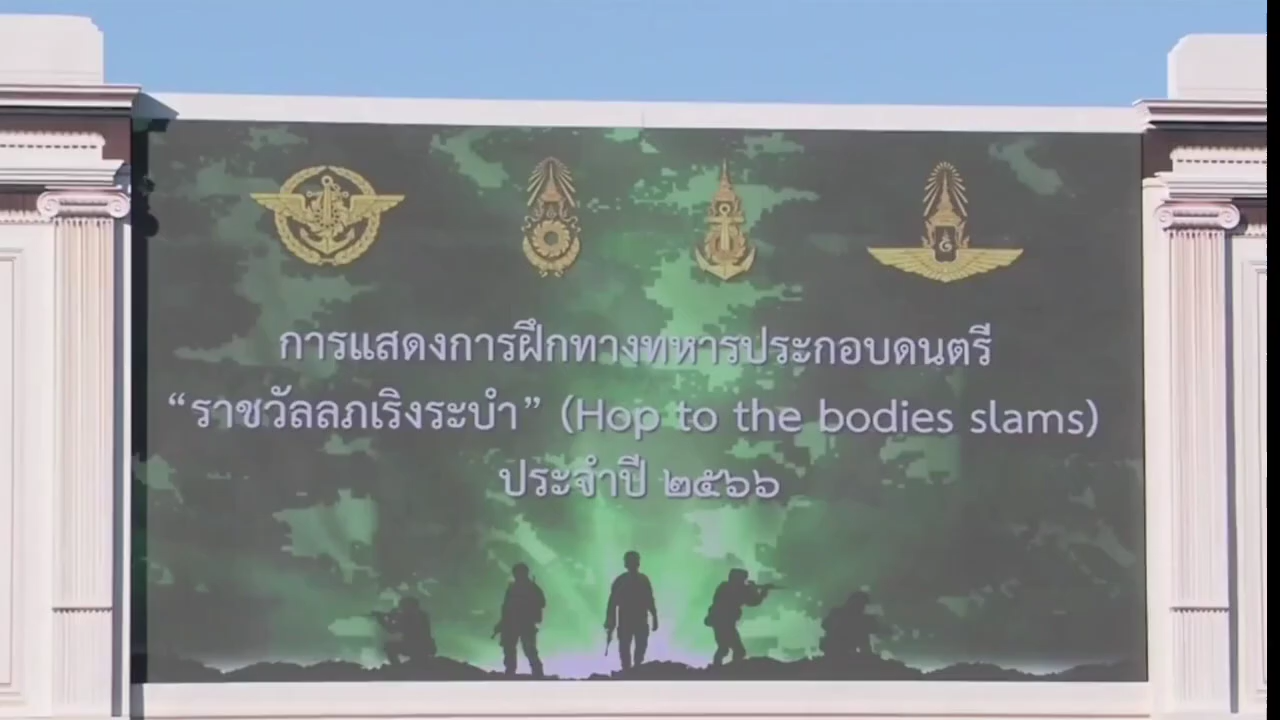 การแสดงการฝึกทางทหารประกอบดนตรี
“ราชวัลลภเริงระบำ” (Hop to the bodies slams)
ประจำปี ๒๕๖๖